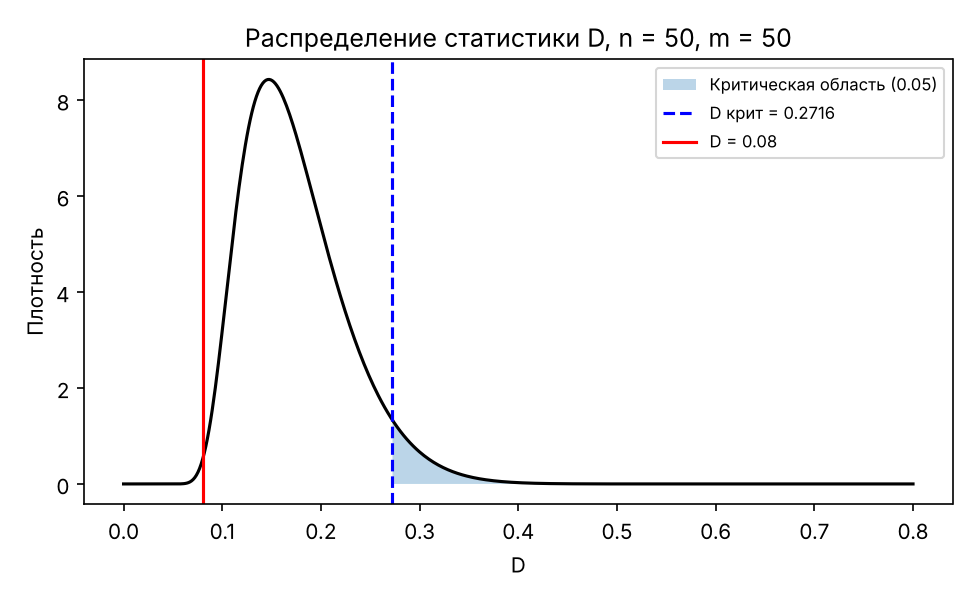 Распределение статистики D, n = 50, m = 50
Критическая область (0.05)
D крит = 0.2716
D = 0.08
Плотность
8
6
4
2
0
0.0 0.1 0.2 0.3 0.4 0.5 0.6 0.7 0.8
D